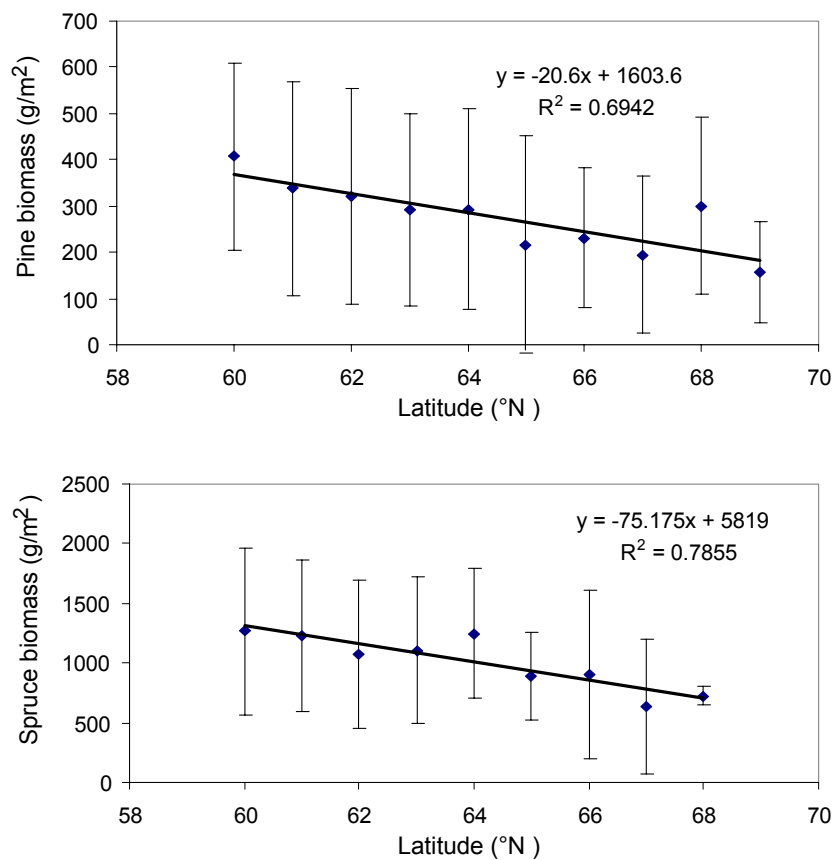 Pine biomass (g/m²)
700
600
500
400
300
200
100
0
y = -20.6x + 1603.6
R² = 0.6942
58 60 62 64 66 68 70
Latitude (°N )
Spruce biomass (g/m²)
2500
2000
1500
1000
500
0
y = -75.175x + 5819
R² = 0.7855
58 60 62 64 66 68 70
Latitude (°N )